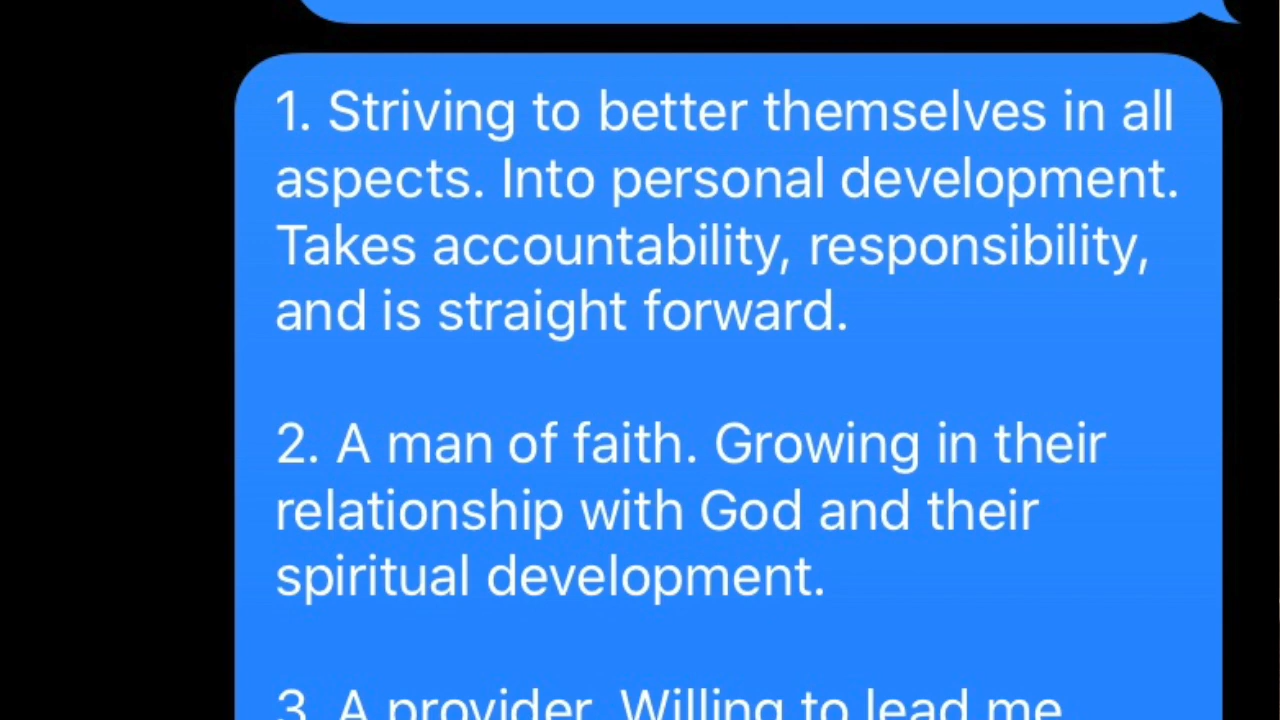 1. Striving to better themselves in all
aspects. Into personal development.
Takes accountability, responsibility,
and is straight forward.
2. A man of faith. Growing in their
relationship with God and their
spiritual development.
3. A provider. Willing to lead me